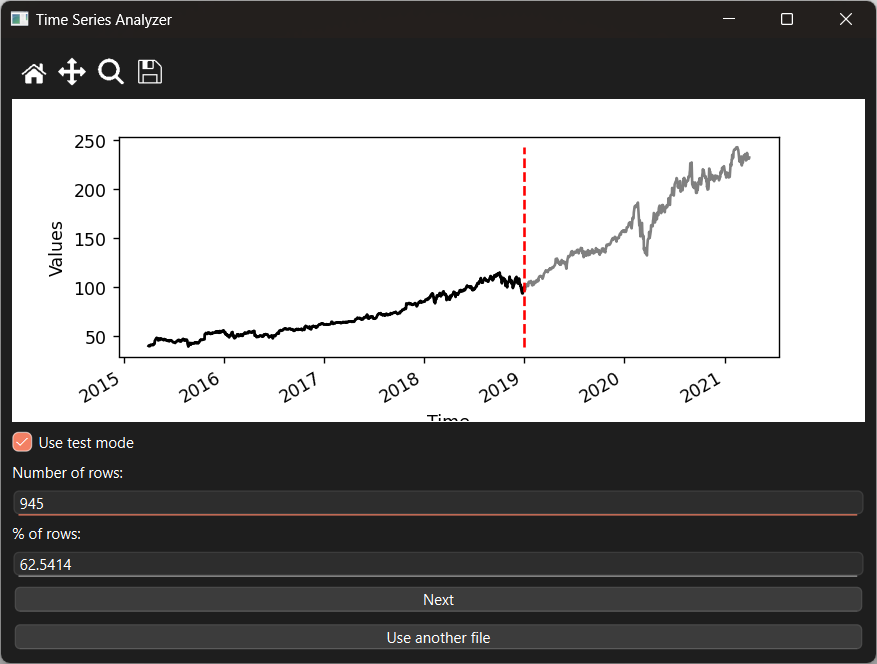 Time Series Analyzer
250
200
150
100
50
Values
2015
2016
2017
2018
2019
2020
2021
Time
Use test mode
Number of rows:
945
% of rows:
62.5414
Next
Use another file